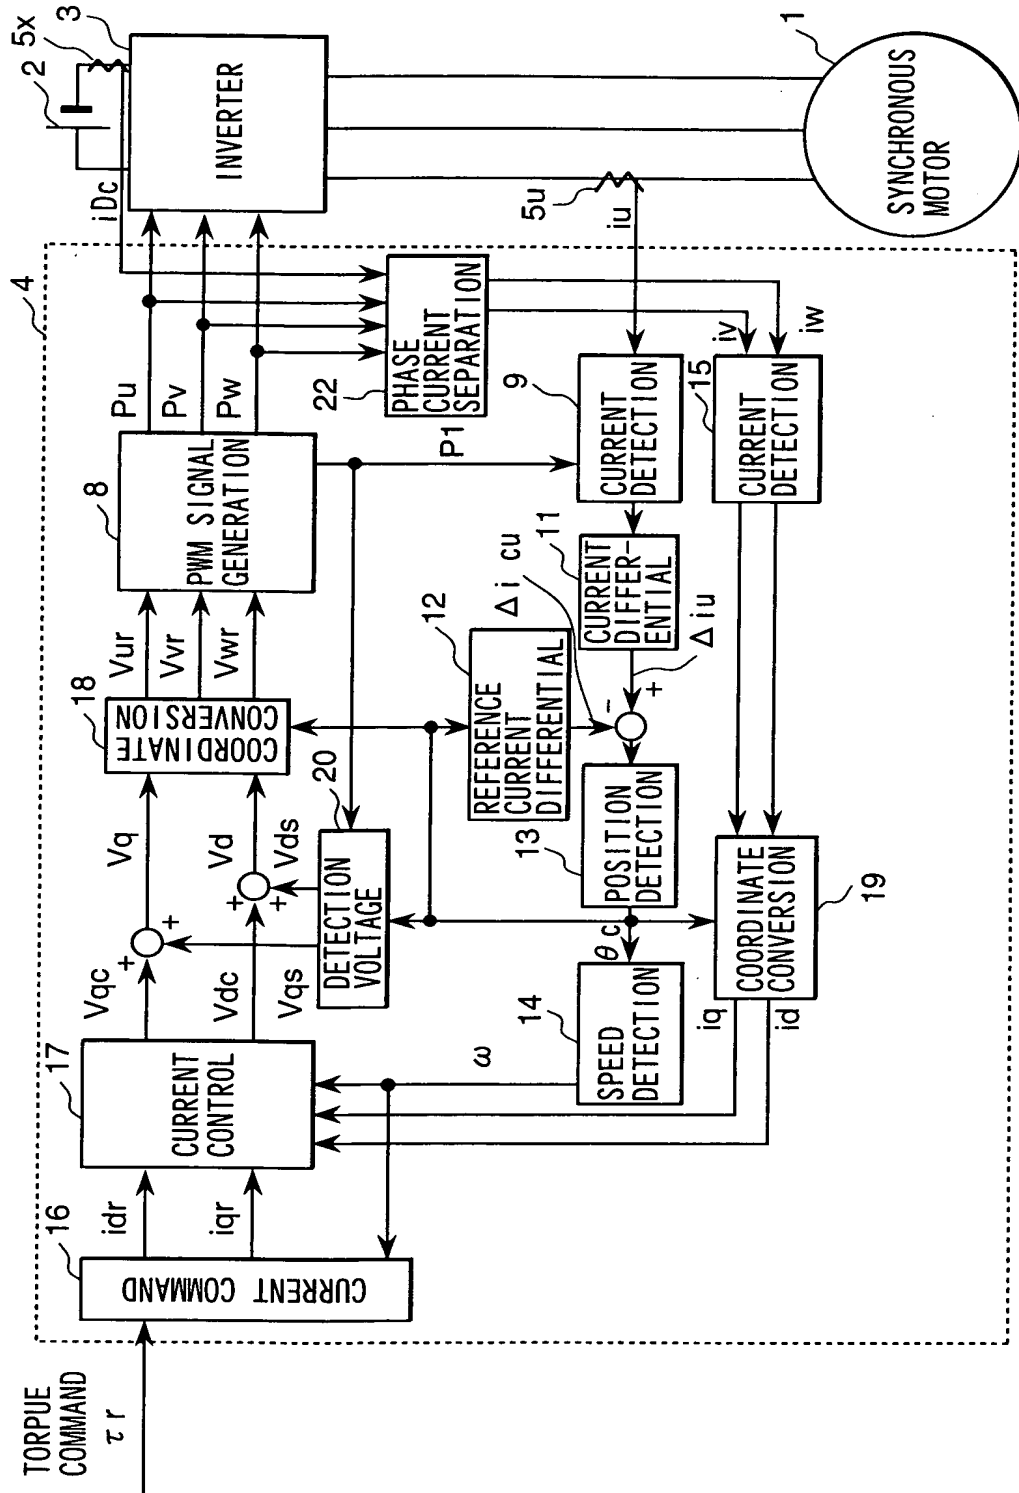 TORPUE
COMMAND
τr
16
CURRENT COMMAND
idr
iqr
17
CURRENT
CONTROL
Vqc
Vdc
Vqs
+
+
Vq
+
+
Vd
Vds
20
DETECTION
VOLTAGE
18
COORDINATE
CONVERSION
Vur
Vvr
Vwr
8
PWM SIGNAL
GENERATION
Pu
Pv
Pw
P1
4
iDc
2
5x
3
INVERTER
22
PHASE
CURRENT
SEPARATION
5u
iu
1
SYNCHRONOUS
MOTOR
iv
iw
9
CURRENT
DETECTION
15
CURRENT
DETECTION
11
CURRENT
DIFFER-
ENTIAL
Δiu
12
REFERENCE
CURRENT
DIFFERENTIAL
Δi cu
-
+
13
POSITION
DETECTION
θc
14
SPEED
DETECTION
ω
19
COORDINATE
CONVERSION
iq
id